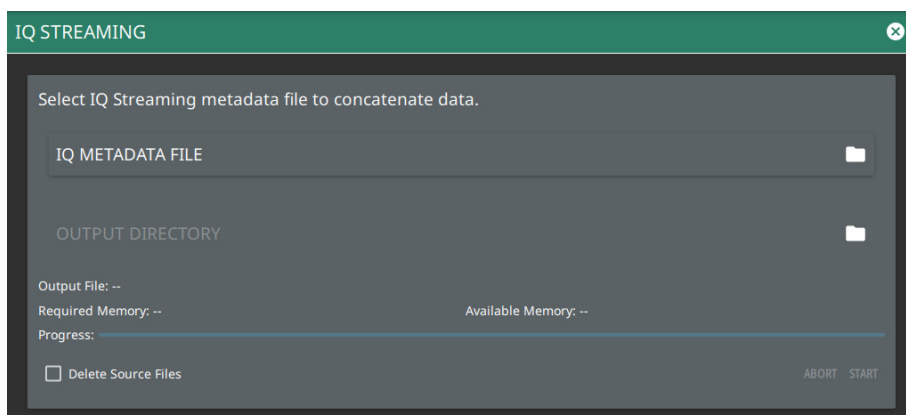 IQ STREAMING
Select IQ Streaming metadata file to concatenate data.
IQ METADATA FILE
OUTPUT DIRECTORY
Output File: --
Required Memory: -- Available Memory: --
Progress:
Delete Source Files ABORT START